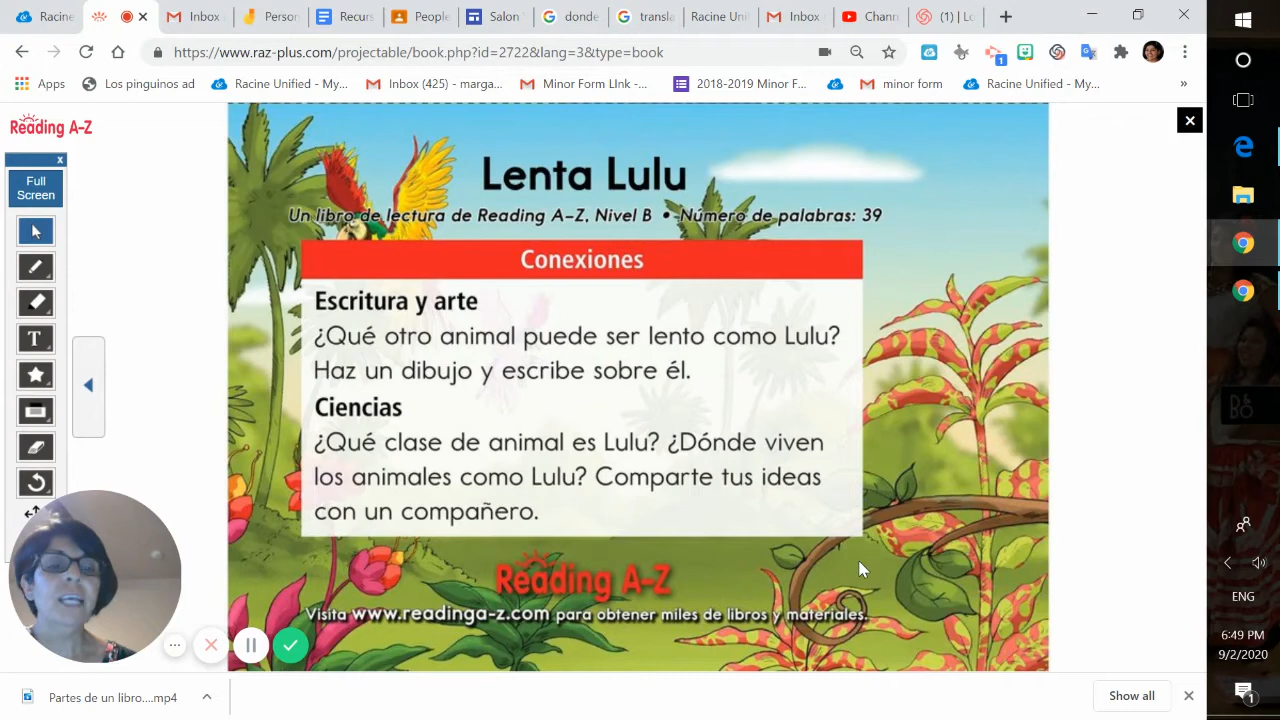 Racine
Inbox
Person
Recurs
People
Salon
donde
transla
Racine Uni
Inbox
Chann
(1) | Lo
https://www.raz-plus.com/projectable/book.php?id=2722&lang=3&type=book
1
Apps
Los pinguinos ad
Racine Unified - My...
Inbox (425) - marga...
Minor Form LInk -...
2018-2019 Minor F...
minor form
Racine Unified - My...
»
Reading A-Z
x
Full
Screen
T
Lenta Lulu
Un libro de lectura de Reading A–Z, Nivel B • Número de palabras: 39
Conexiones
Escritura y arte
¿Qué otro animal puede ser lento como Lulu?
Haz un dibujo y escribe sobre él.
Ciencias
¿Qué clase de animal es Lulu? ¿Dónde viven
los animales como Lulu? Comparte tus ideas
con un compañero.
Reading A-Z
Visita www.readinga-z.com para obtener miles de libros y materiales.
Partes de un libro....mp4
Show all
ENG
6:49 PM
9/2/2020
1